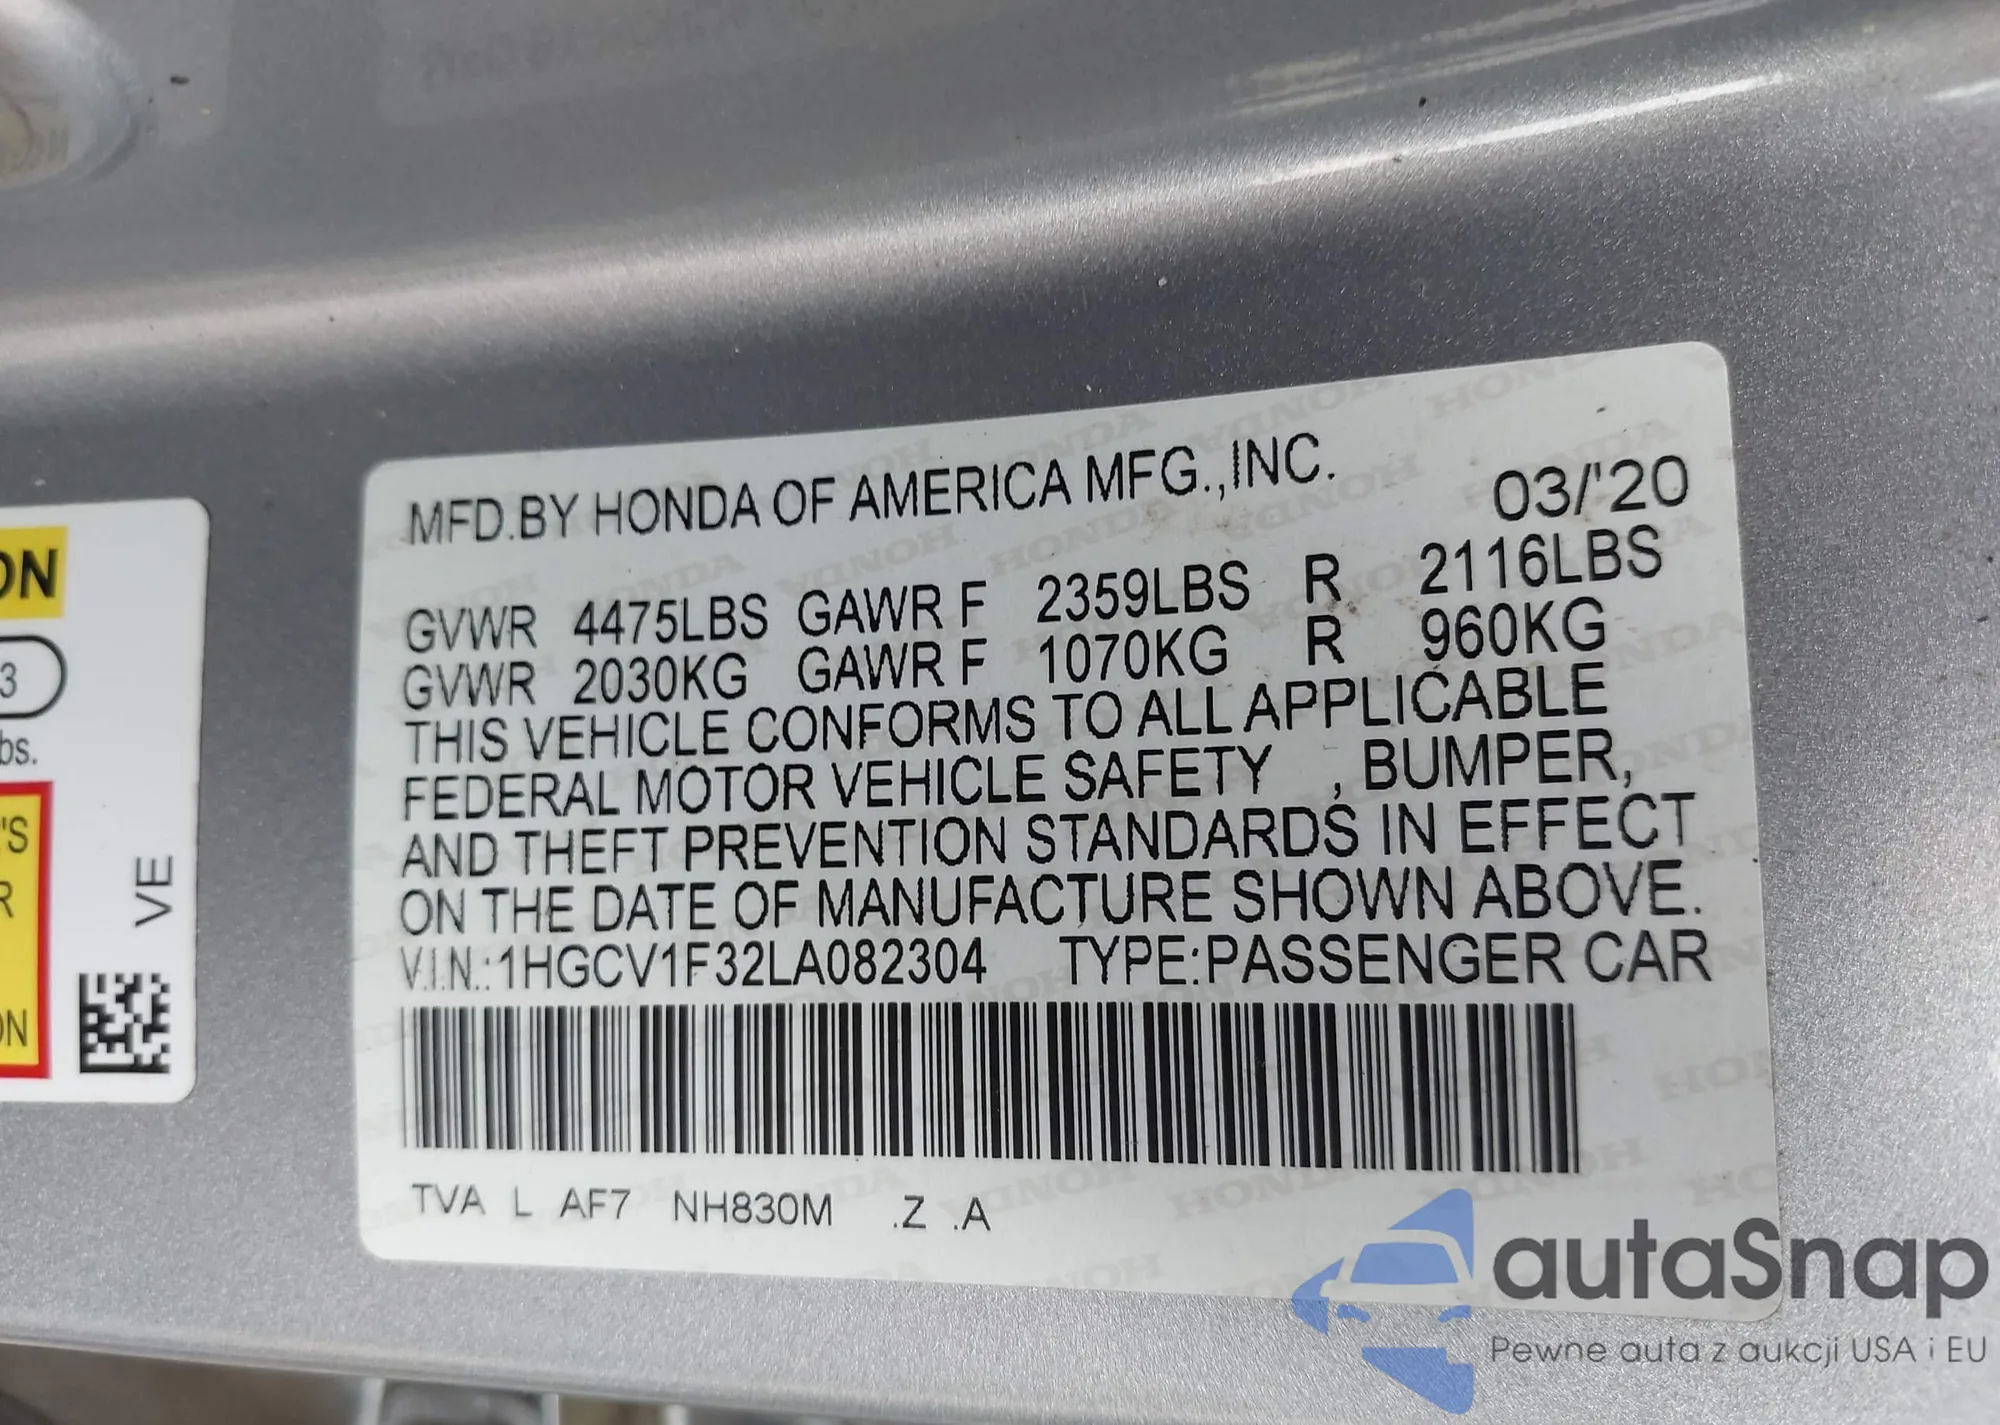 MFD.BY HONDA OF AMERICA MFG.,INC. 03/'20
GVWR 4475LBS GAWR F 2359LBS R 2116LBS
GVWR 2030KG GAWR F 1070KG R 960KG
THIS VEHICLE CONFORMS TO ALL APPLICABLE
FEDERAL MOTOR VEHICLE SAFETY , BUMPER,
AND THEFT PREVENTION STANDARDS IN EFFECT
ON THE DATE OF MANUFACTURE SHOWN ABOVE.
V.I.N.:1HGCV1F32LA082304 TYPE:PASSENGER CAR
TVA L AF7 NH830M .Z .A
VE
autaSnap
Pewne auta z aukcji USA i EU